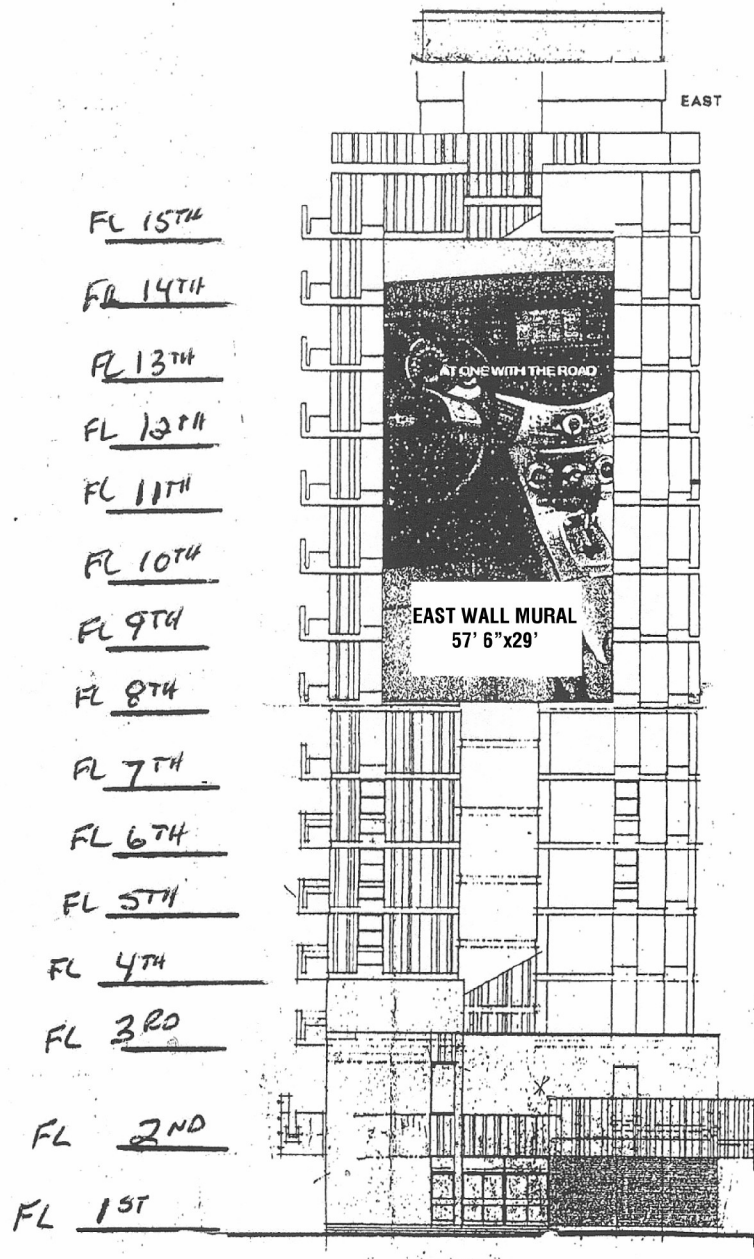 EAST
FL 15TH
FL 14TH
FL 13TH
AT ONE WITH THE ROAD
FL 12TH
FL 11TH
FL 10TH
EAST WALL MURAL
57' 6"x29'
FL 9TH
FL 8TH
FL 7TH
FL 6TH
FL 5TH
FL 4TH
FL 3RD
FL 2ND
FL 1ST